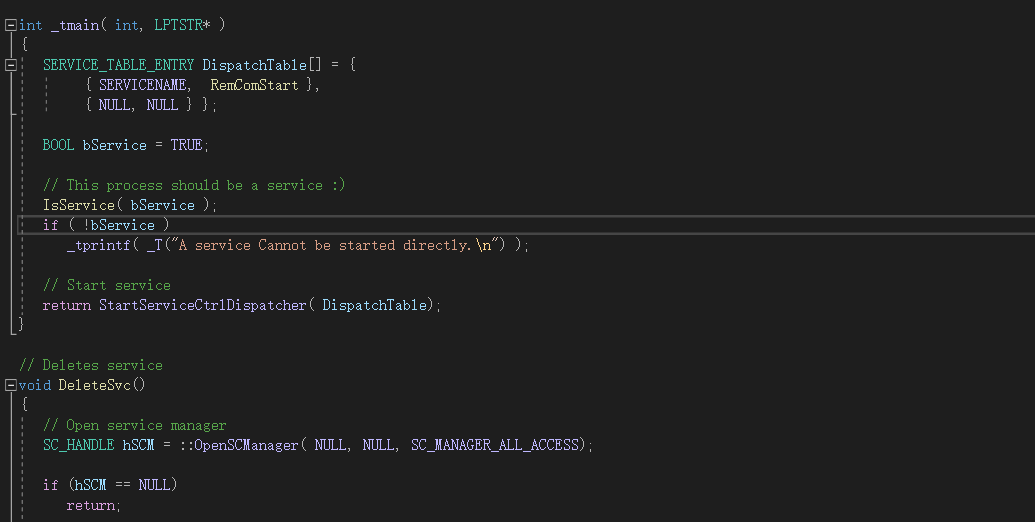 int _tmain( int, LPTSTR* )
{
SERVICE_TABLE_ENTRY DispatchTable[] = {
{ SERVICENAME, RemComStart },
{ NULL, NULL } };
BOOL bService = TRUE;
// This process should be a service :)
IsService( bService );
if ( !bService )
_tprintf( _T("A service Cannot be started directly.\n") );
// Start service
return StartServiceCtrlDispatcher( DispatchTable);
}
// Deletes service
void DeleteSvc()
{
// Open service manager
SC_HANDLE hSCM = ::OpenSCManager( NULL, NULL, SC_MANAGER_ALL_ACCESS);
if (hSCM == NULL)
return;